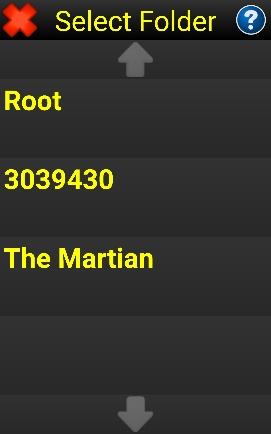 Select Folder
?
Root
3039430
The Martian